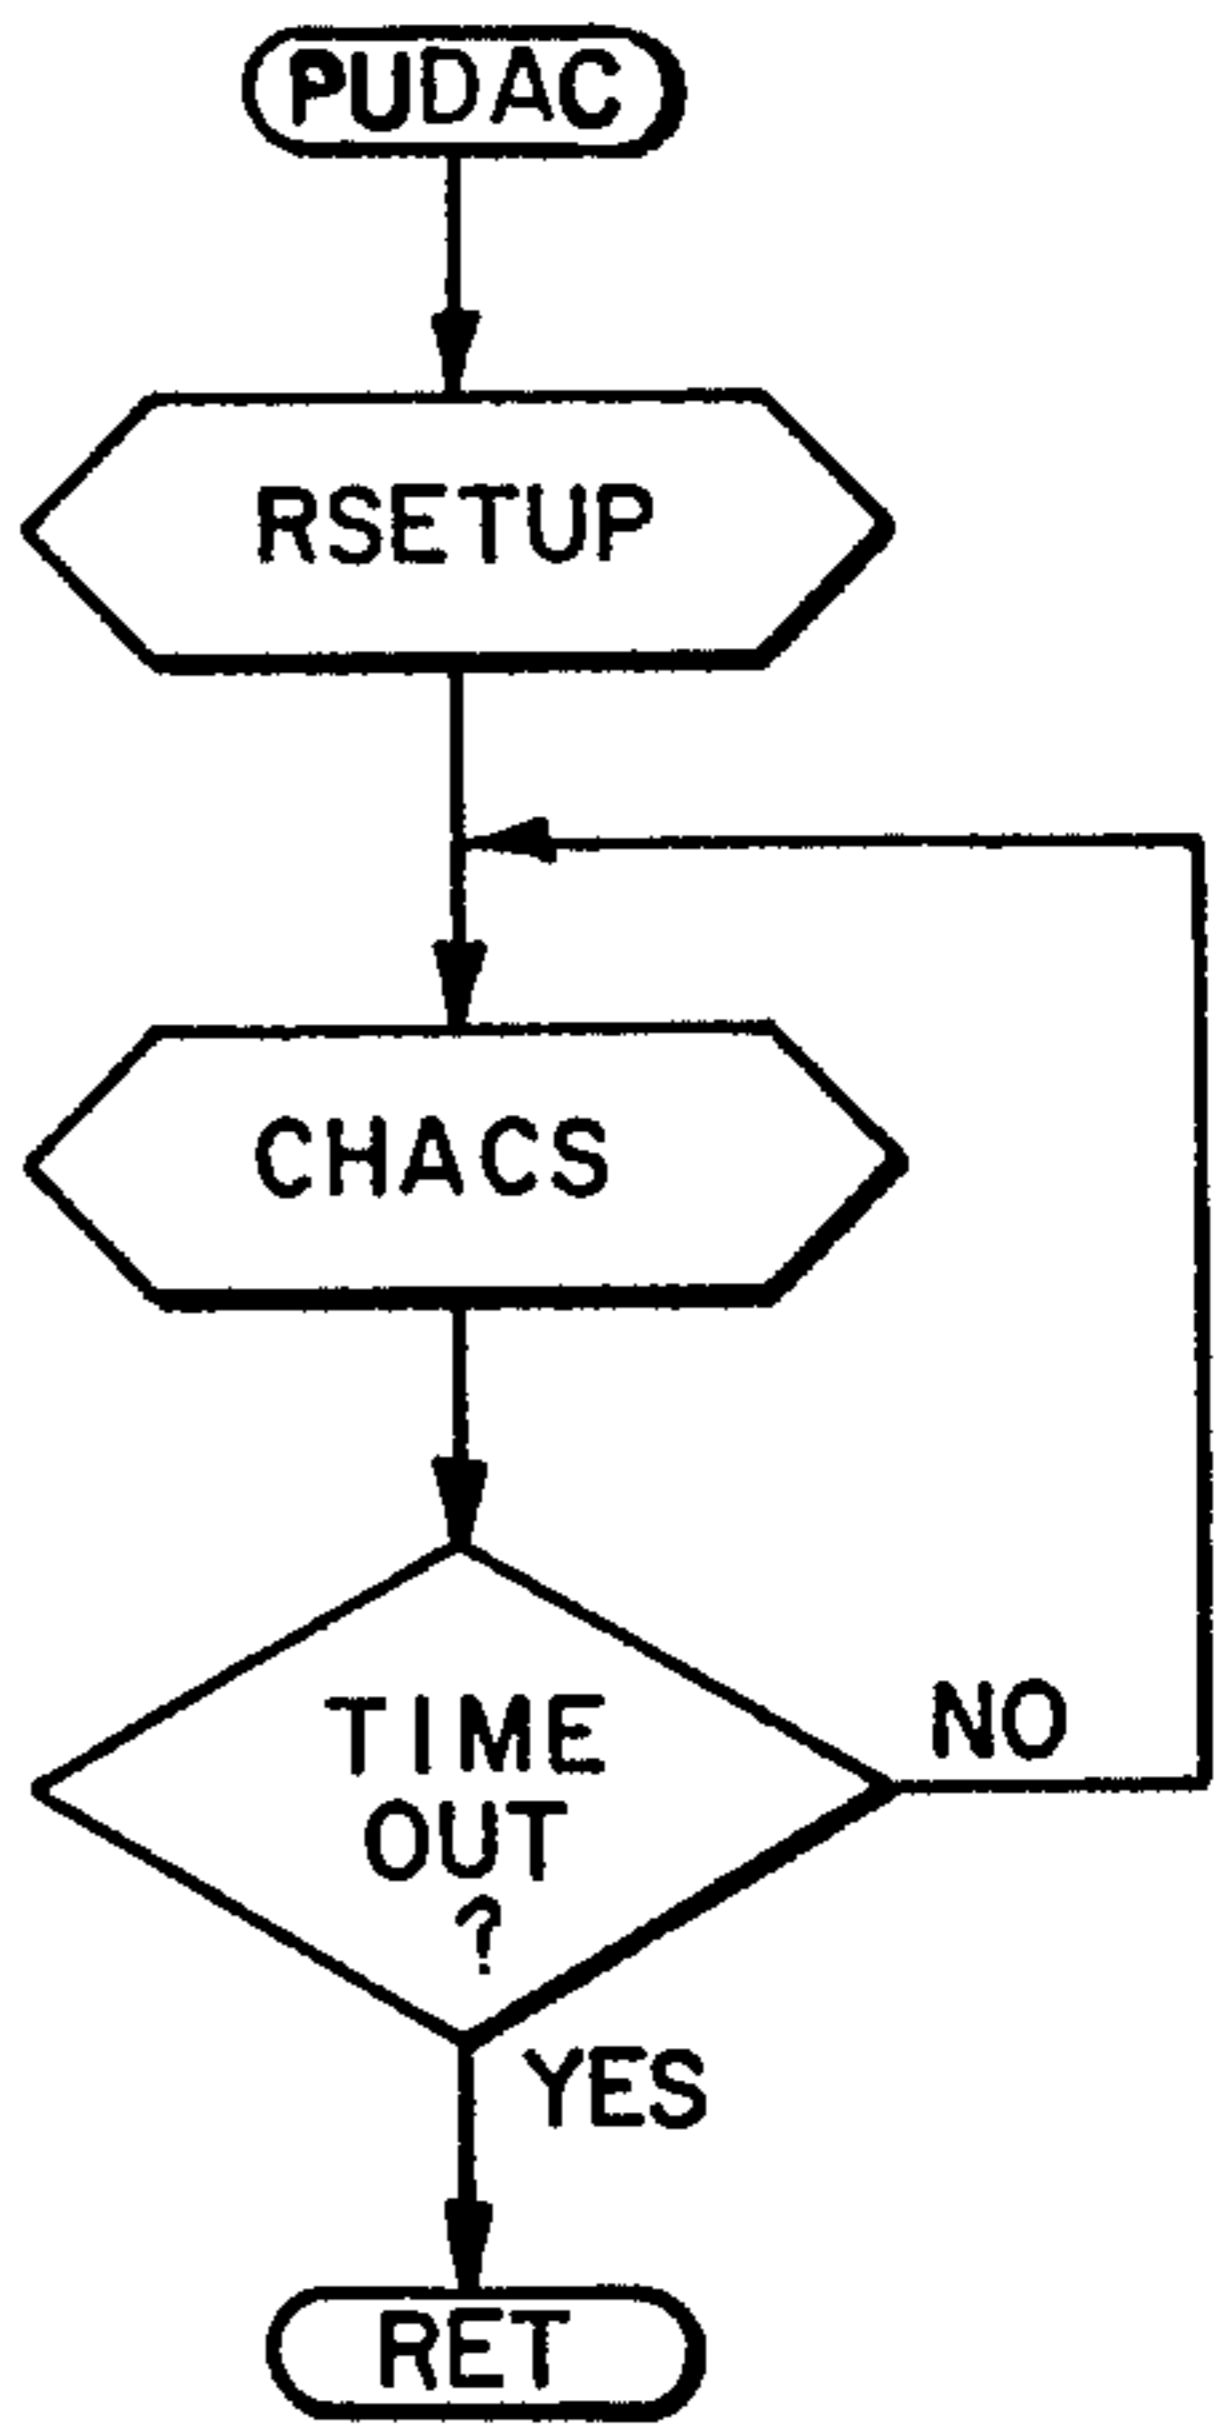 PUDAC
RSETUP
CHACS
TIME
OUT
?
NO
YES
RET